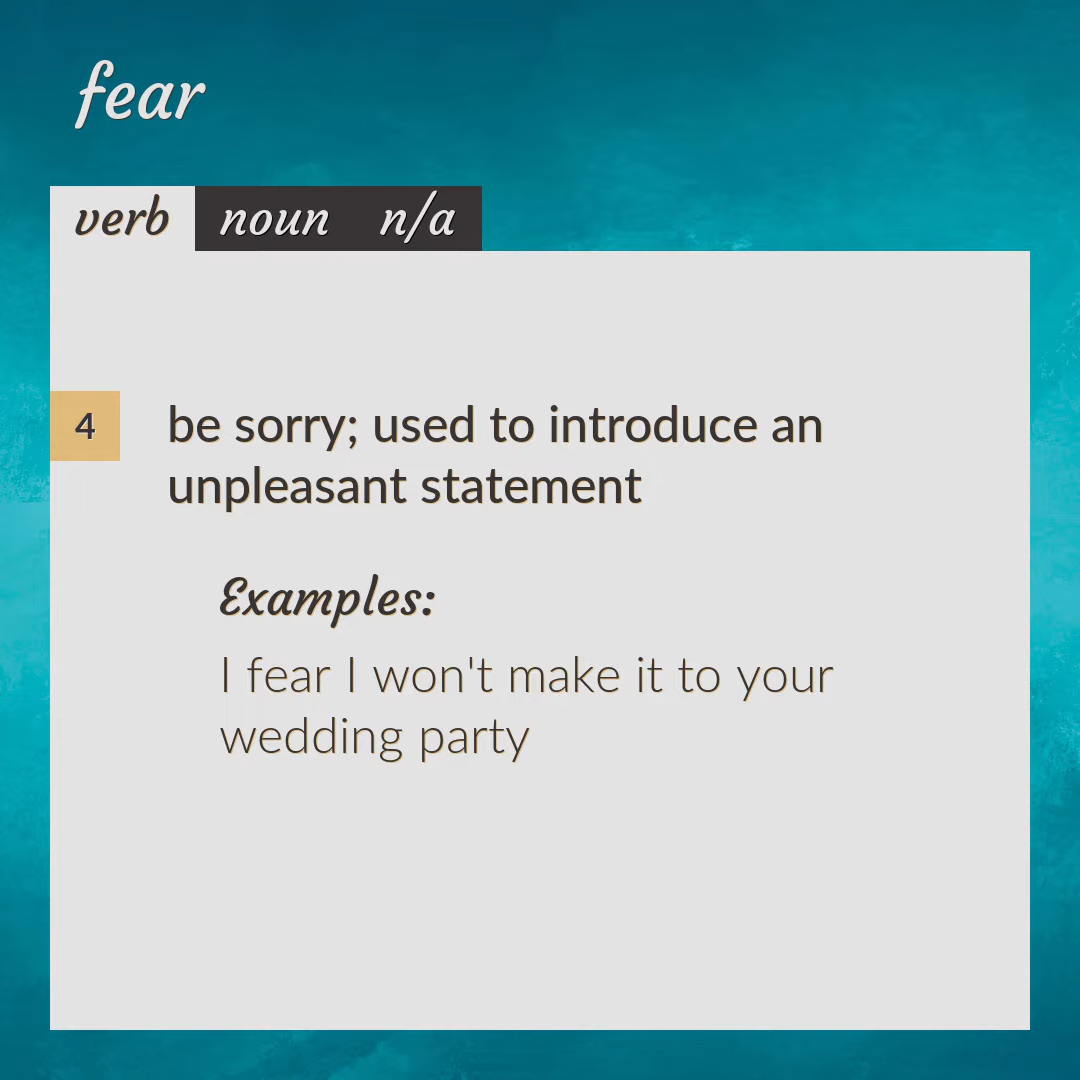 fear
verb noun n/a
4 be sorry; used to introduce an
unpleasant statement
Examples:
I fear I won't make it to your
wedding party